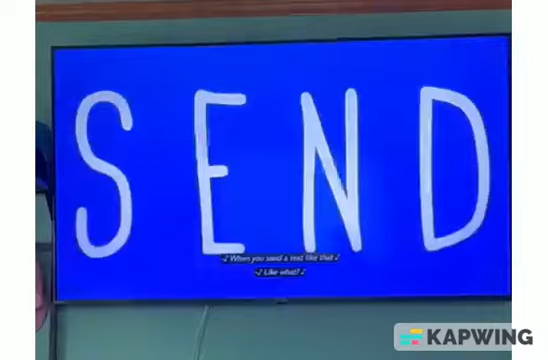 SEND
♪ When you send a text like that ♪
♪ Like what? ♪
KAPWING